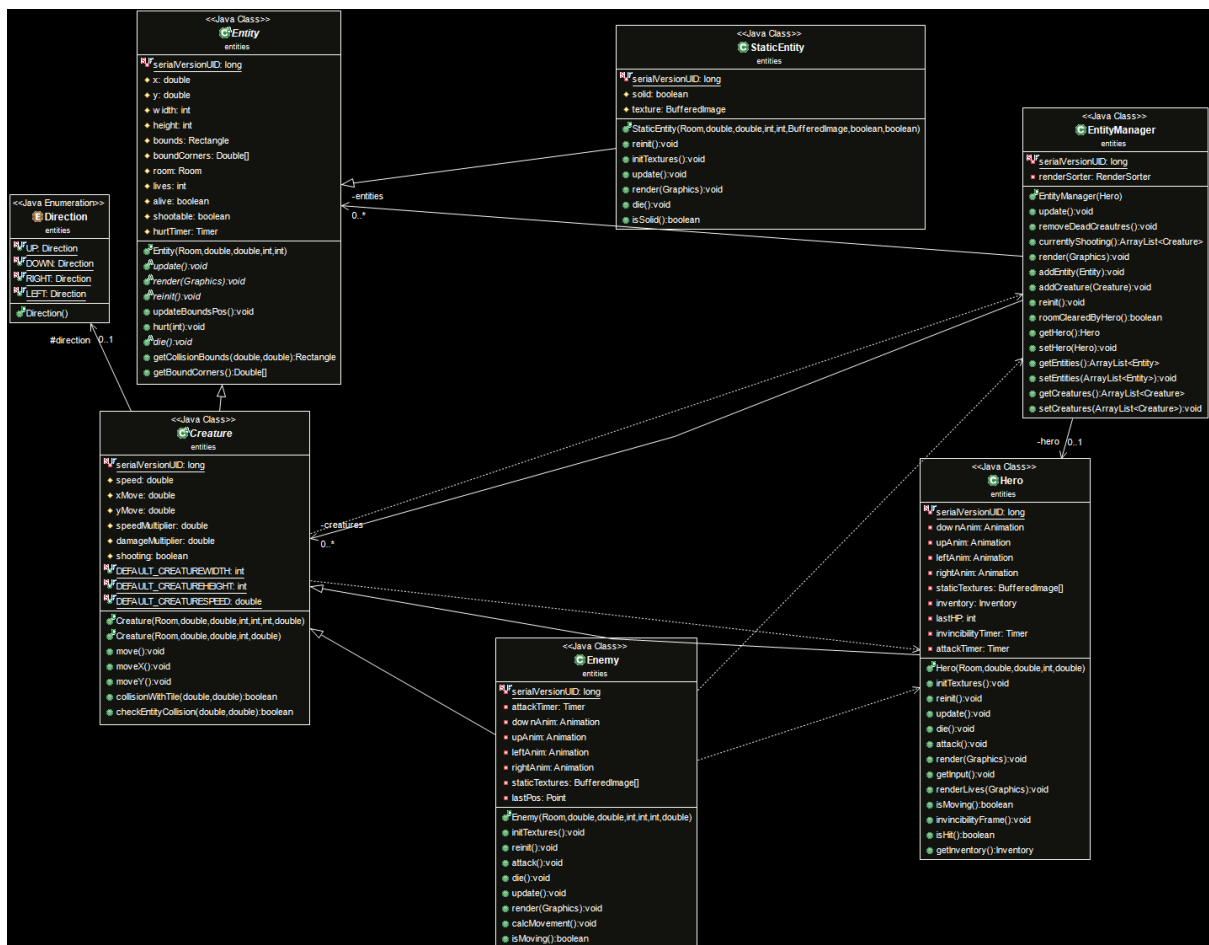 <<Java Class>>
Entity
entities
serialVersionUID: long
x: double
y: double
width: int
height: int
bounds: Rectangle
boundCorners: Double[]
room: Room
lives: int
alive: boolean
shootable: boolean
hurtTimer: Timer
Entity(Room,double,double,int,int)
update():void
render(Graphics):void
reinit():void
updateBoundsPos():void
hurt(int):void
die():void
getCollisionBounds(double,double):Rectangle
getBoundCorners():Double[]
<<Java Class>>
StaticEntity
entities
serialVersionUID: long
solid: boolean
texture: BufferedImage
StaticEntity(Room,double,double,int,int,BufferedImage,boolean,boolean)
reinit():void
initTextures():void
update():void
render(Graphics):void
die():void
isSolid():boolean
<<Java Class>>
EntityManager
entities
serialVersionUID: long
renderSorter: RenderSorter
EntityManager(Hero)
update():void
removeDeadCreautres():void
currentlyShooting():ArrayList<Creature>
render(Graphics):void
addEntity(Entity):void
addCreature(Creature):void
reinit():void
roomClearedByHero():boolean
getHero():Hero
setHero(Hero):void
getEntities():ArrayList<Entity>
setEntities(ArrayList<Entity>):void
getCreatures():ArrayList<Creature>
setCreatures(ArrayList<Creature>):void
-entities
0..*
<<Java Enumeration>>
Direction
entities
UP: Direction
DOWN: Direction
RIGHT: Direction
LEFT: Direction
Direction()
#direction 0..1
<<Java Class>>
Creature
entities
serialVersionUID: long
speed: double
xMove: double
yMove: double
speedMultiplier: double
damageMultiplier: double
shooting: boolean
DEFAULT_CREATUREWIDTH: int
DEFAULT_CREATUREHEIGHT: int
DEFAULT_CREATURESPEED: double
Creature(Room,double,double,int,int,int,double)
Creature(Room,double,double,int,double)
move():void
moveX():void
moveY():void
collisionWithTile(double,double):boolean
checkEntityCollision(double,double):boolean
-creatures
0..*
-hero 0..1
<<Java Class>>
Hero
entities
serialVersionUID: long
downAnim: Animation
upAnim: Animation
leftAnim: Animation
rightAnim: Animation
staticTextures: BufferedImage[]
inventory: Inventory
lastHP: int
invincibilityTimer: Timer
attackTimer: Timer
Hero(Room,double,double,int,double)
initTextures():void
reinit():void
update():void
die():void
attack():void
render(Graphics):void
getInput():void
renderLives(Graphics):void
isMoving():boolean
invincibilityFrame():void
isHit():boolean
getInventory():Inventory
<<Java Class>>
Enemy
entities
serialVersionUID: long
attackTimer: Timer
downAnim: Animation
upAnim: Animation
leftAnim: Animation
rightAnim: Animation
staticTextures: BufferedImage[]
lastPos: Point
Enemy(Room,double,double,int,int,int,double)
initTextures():void
reinit():void
attack():void
die():void
update():void
render(Graphics):void
calcMovement():void
isMoving():boolean